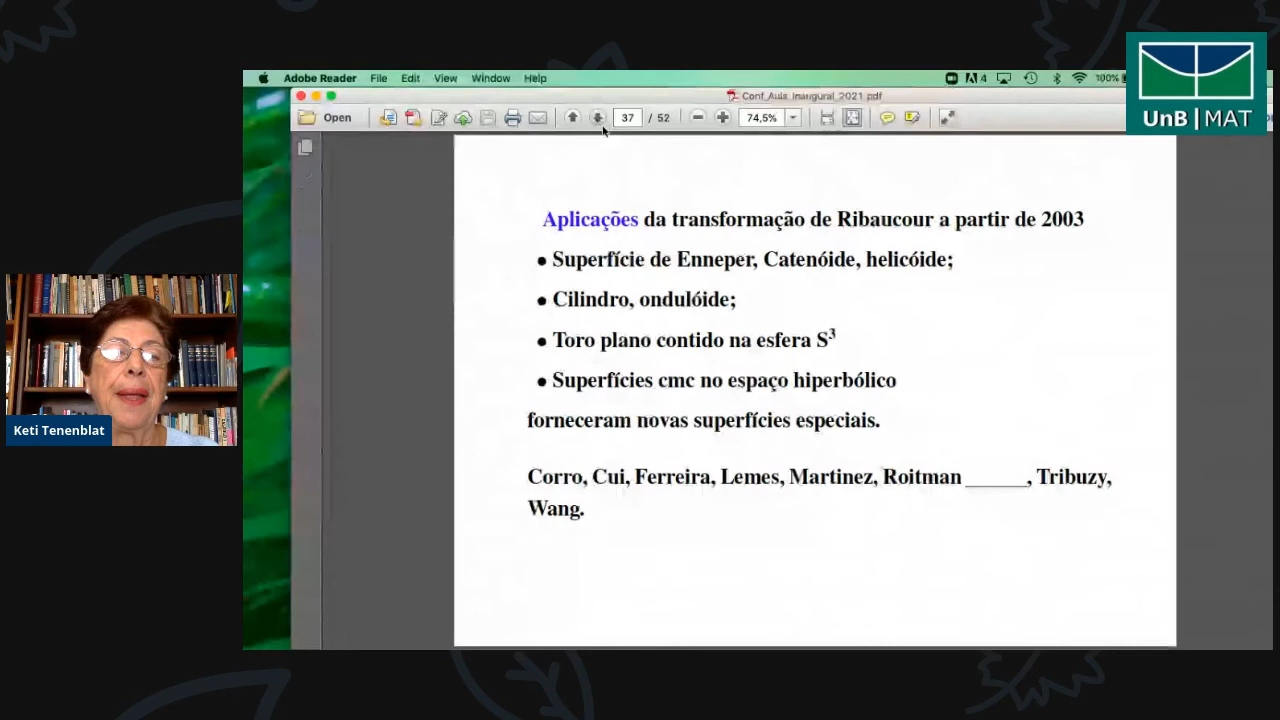 Adobe Reader File Edit View Window Help
4
100%
Conf_Aula_Inaugural_2021.pdf
Open
37 / 52
74,5%
UnB | MAT
Aplicações da transformação de Ribaucour a partir de 2003
• Superfície de Enneper, Catenóide, helicóide;
• Cilindro, ondulóide;
• Toro plano contido na esfera S³
• Superfícies cmc no espaço hiperbólico
forneceram novas superfícies especiais.
Corro, Cui, Ferreira, Lemes, Martinez, Roitman ______, Tribuzy,
Wang.
Keti Tenenblat